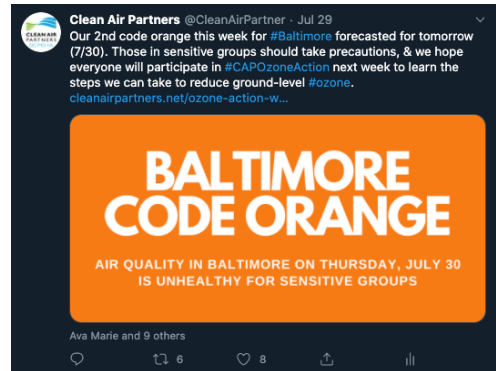 Clean Air Partners @CleanAirPartner · Jul 29
Our 2nd code orange this week for #Baltimore forecasted for tomorrow
(7/30). Those in sensitive groups should take precautions, & we hope
everyone will participate in #CAPOzoneAction next week to learn the
steps we can take to reduce ground-level #ozone.
cleanairpartners.net/ozone-action-w...
CLEAN AIR
PARTNERS
BALTIMORE
CODE ORANGE
AIR QUALITY IN BALTIMORE ON THURSDAY, JULY 30
IS UNHEALTHY FOR SENSITIVE GROUPS
Ava Marie and 9 others
6 8